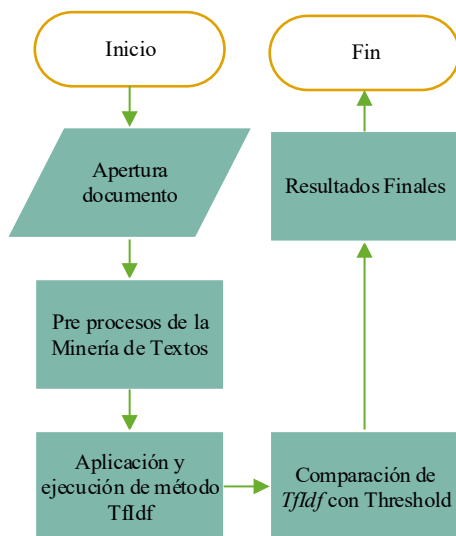 Inicio
Apertura
documento
Pre procesos de la
Minería de Textos
Aplicación y
ejecución de método
TfIdf
Comparación de
TfIdf con Threshold
Resultados Finales
Fin